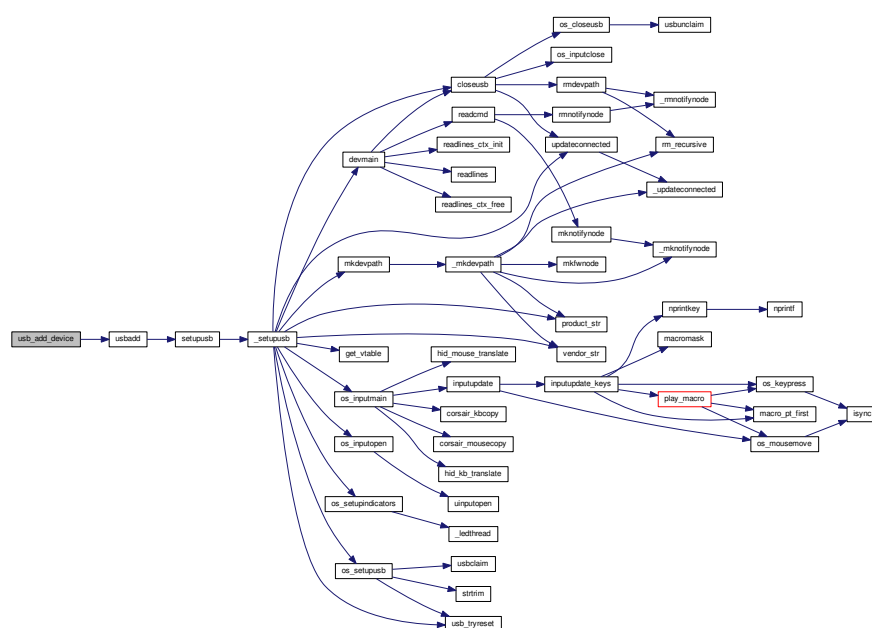 os_closeusb
usbunclaim
os_inputclose
closeusb
rmdevpath
_rmnotifynode
readcmd
rmnotifynode
readlines_ctx_init
updateconnected
rm_recursive
devmain
readlines
_updateconnected
readlines_ctx_free
mknotifynode
_mknotifynode
mkdevpath
_mkdevpath
mkfwnode
nprintkey
nprintf
product_str
usb_add_device
usbadd
setupusb
_setupusb
macromask
get_vtable
hid_mouse_translate
vendor_str
inputupdate
inputupdate_keys
os_keypress
os_inputmain
play_macro
corsair_kbcopy
macro_pt_first
isync
os_inputopen
corsair_mousecopy
os_mousemove
hid_kb_translate
os_setupindicators
uinputopen
_ledthread
os_setupusb
usbclaim
strtrim
usb_tryreset